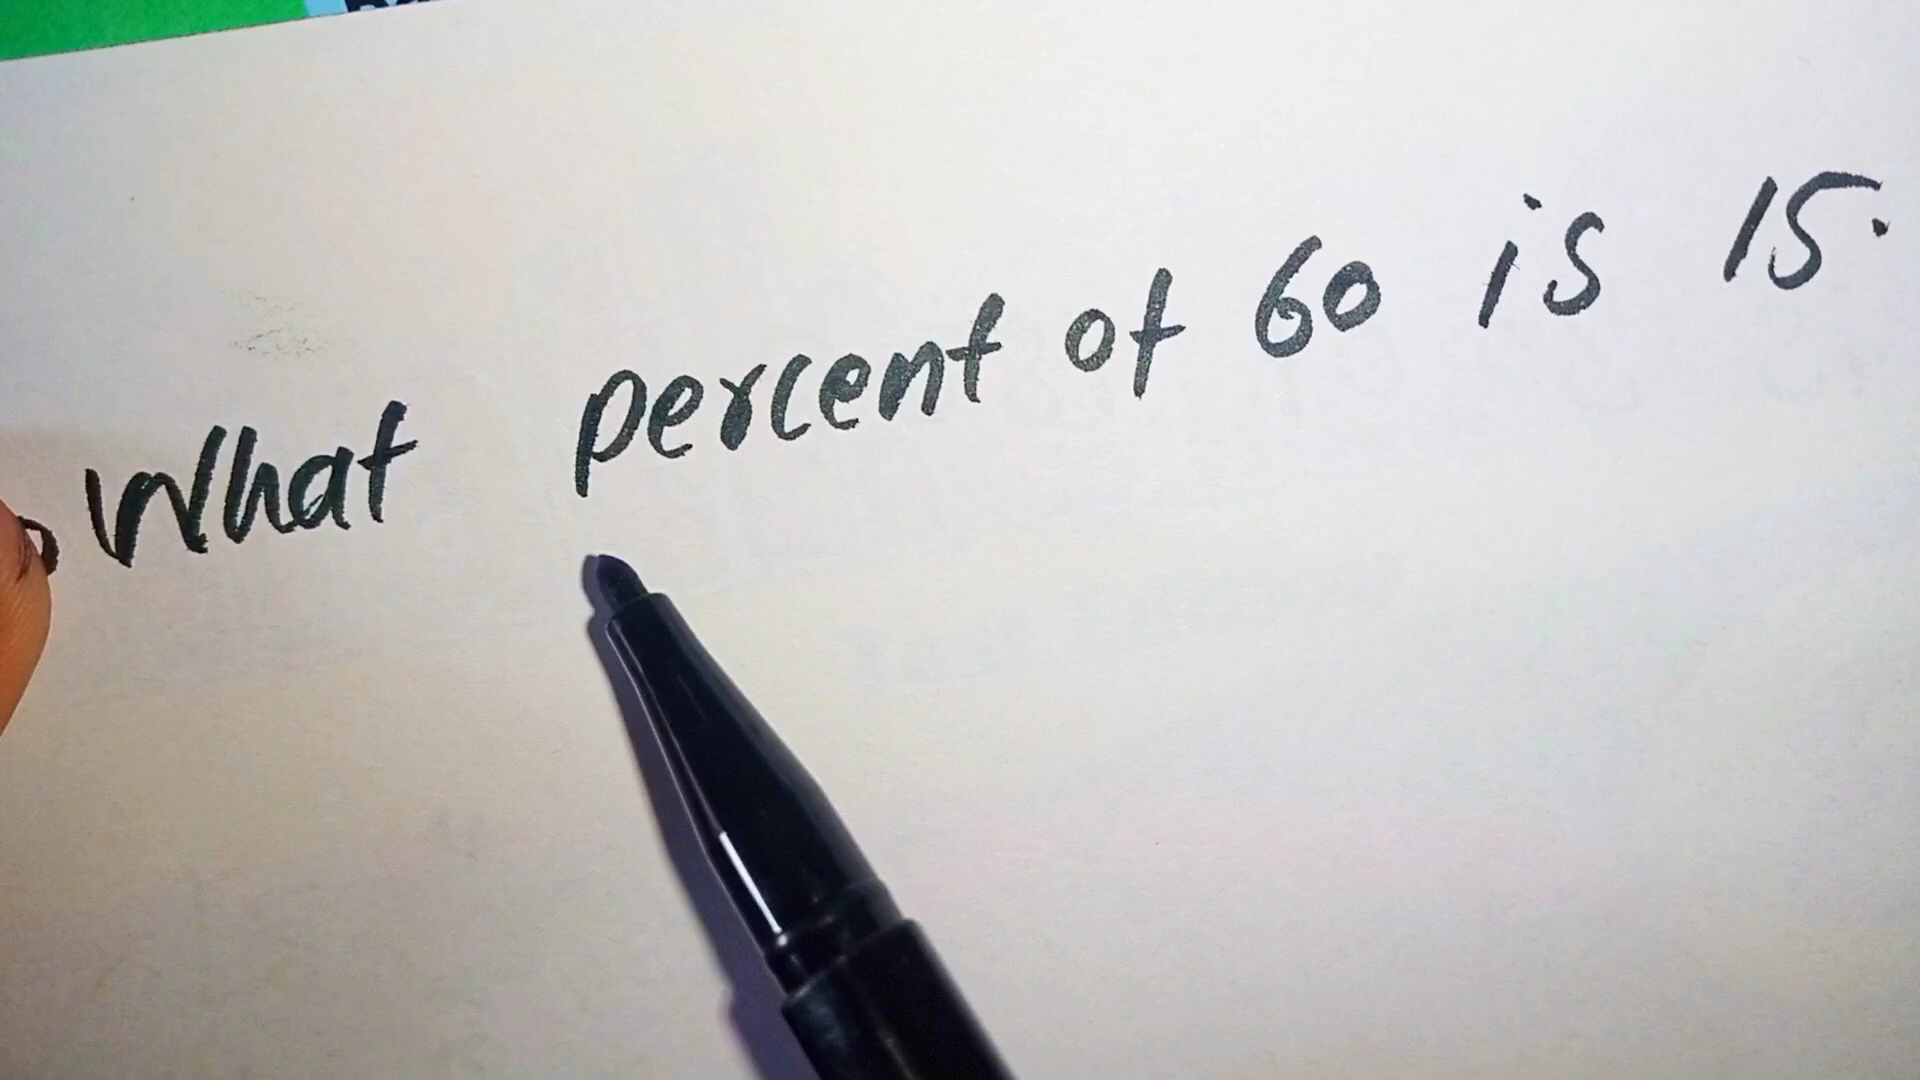 What percent of 60 is 15.